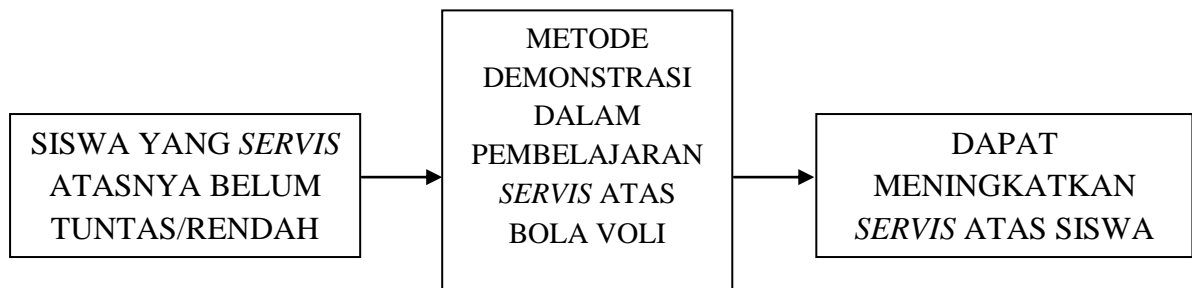 SISWA YANG SERVIS
ATASNYA BELUM
TUNTAS/RENDAH
METODE
DEMONSTRASI
DALAM
PEMBELAJARAN
SERVIS ATAS
BOLA VOLI
DAPAT
MENINGKATKAN
SERVIS ATAS SISWA